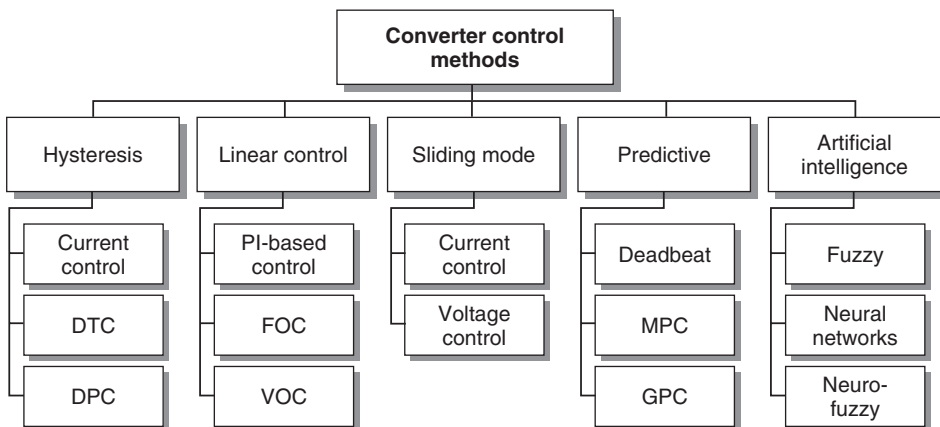 Converter control
methods
Hysteresis
Linear control
Sliding mode
Predictive
Artificial
intelligence
Current
control
PI-based
control
Current
control
Deadbeat
Fuzzy
DTC
FOC
Voltage
control
MPC
Neural
networks
DPC
VOC
GPC
Neuro-
fuzzy